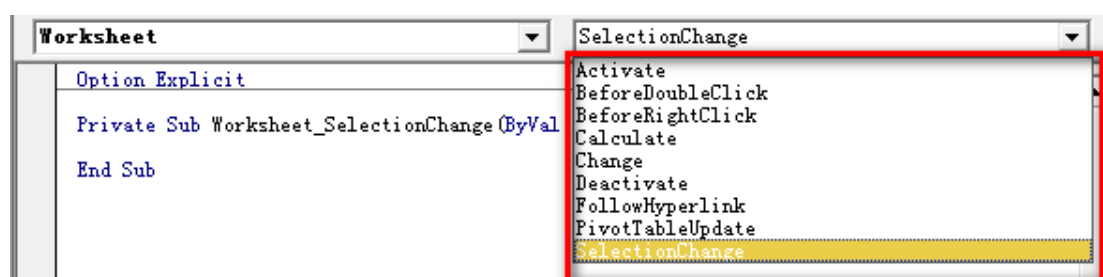 Worksheet
SelectionChange
Option Explicit
Private Sub Worksheet_SelectionChange(ByVal
End Sub
Activate
BeforeDoubleClick
BeforeRightClick
Calculate
Change
Deactivate
FollowHyperlink
PivotTableUpdate
SelectionChange